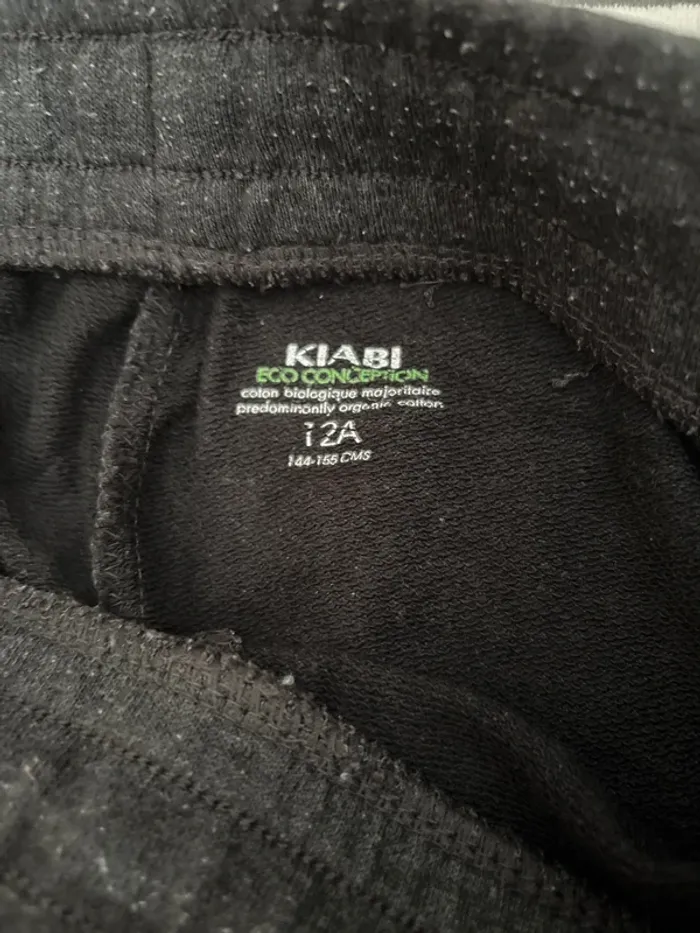 KIABI
ECO CONCEPTION
coton biologique majoritaire
predominantly organic cotton
12A
144-155 CMS